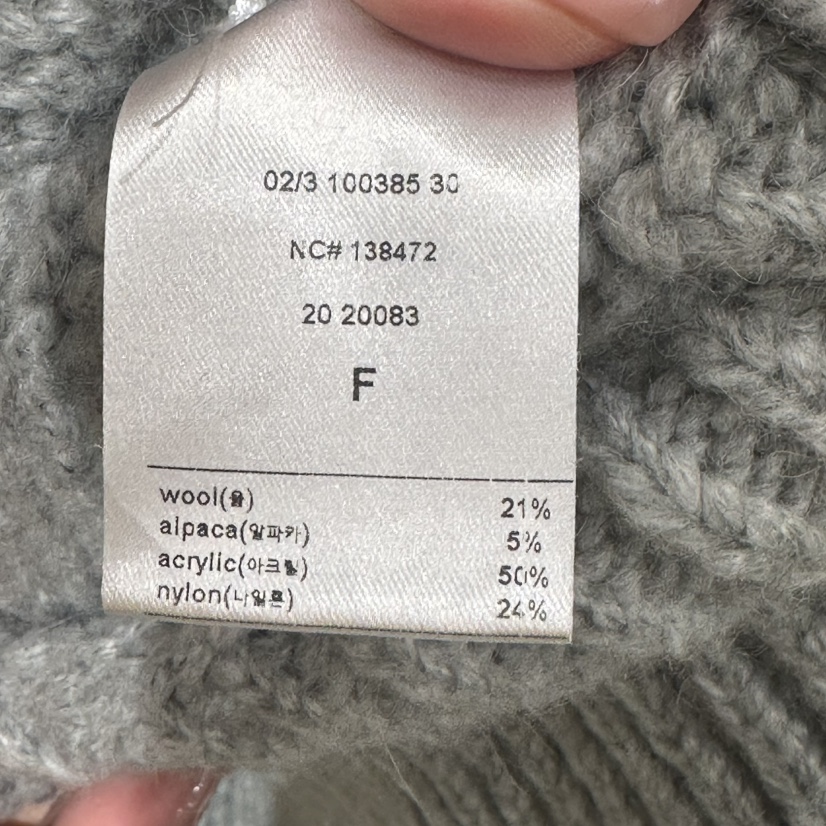 02/3 100385 30
NC# 138472
20 20083
F
wool(울) 21%
alpaca(알파카) 5%
acrylic(아크릴) 50%
nylon(나일론) 24%